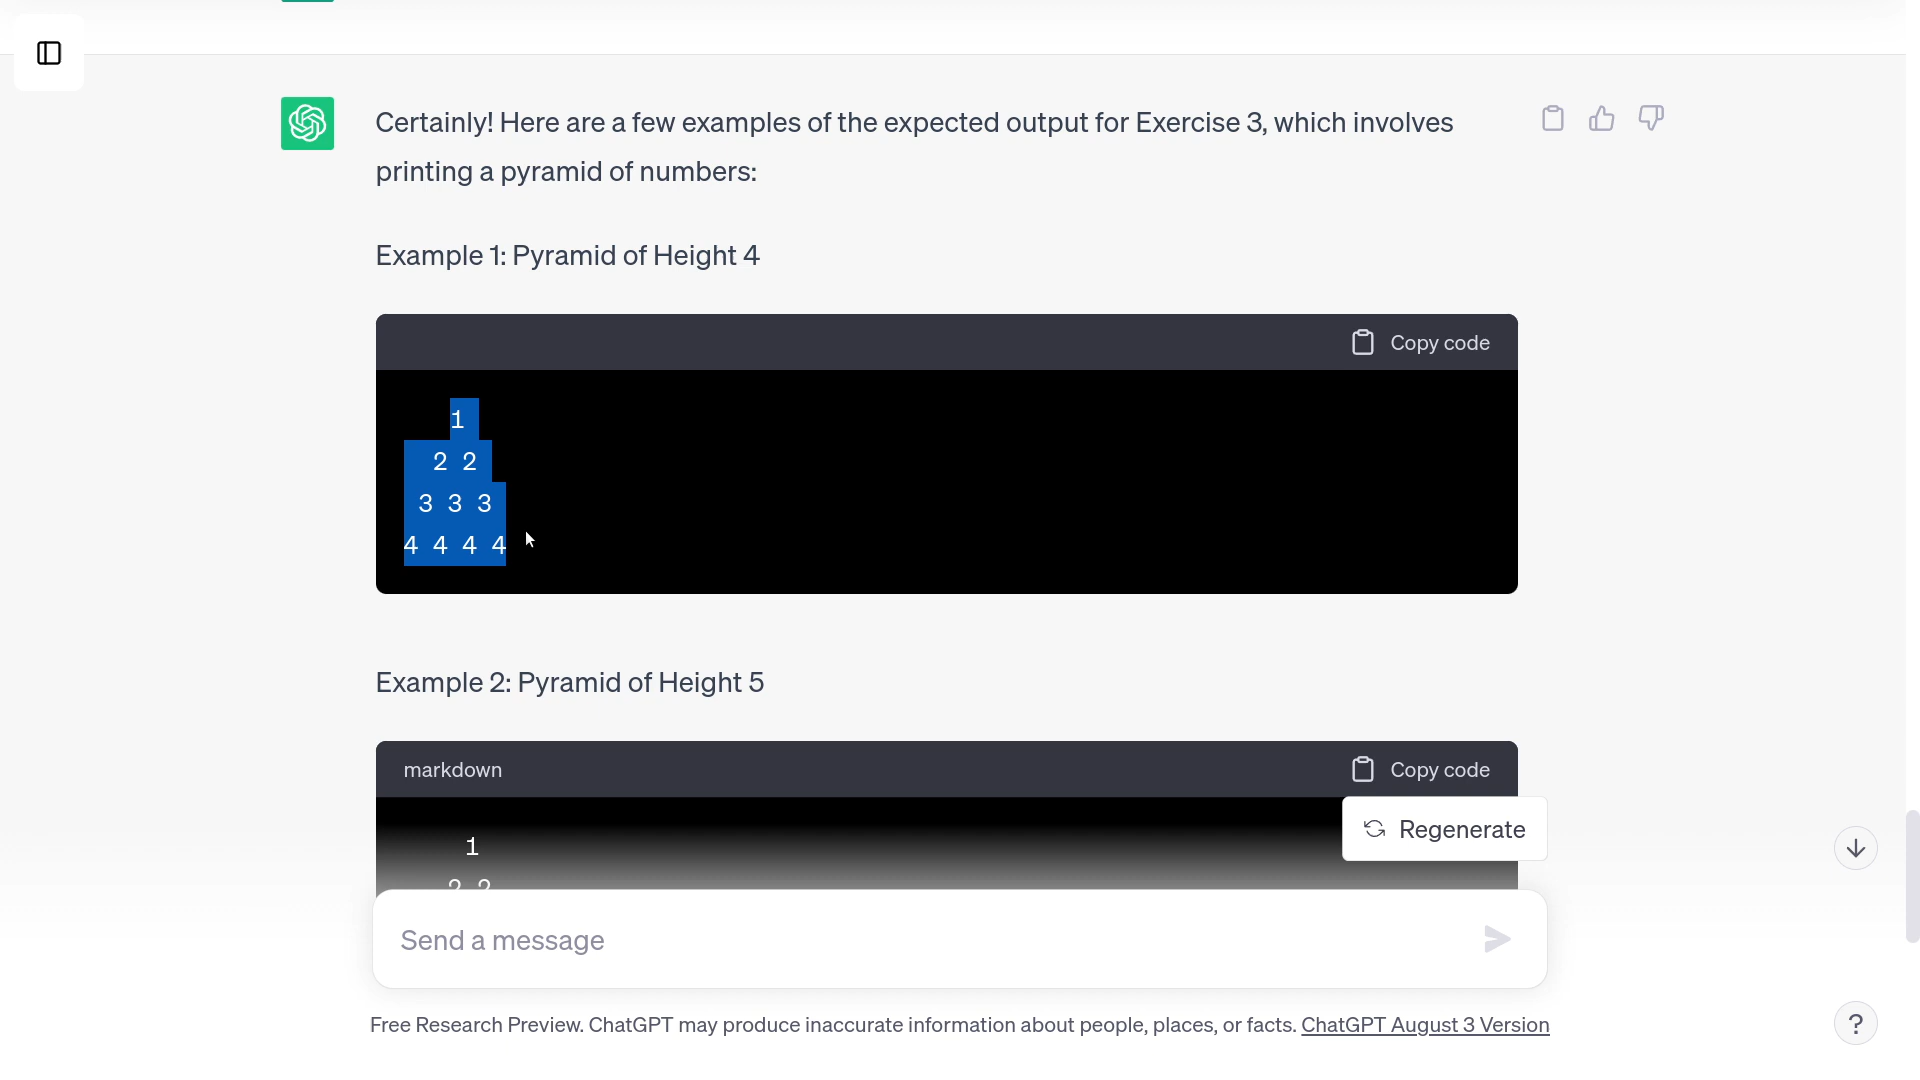 Certainly! Here are a few examples of the expected output for Exercise 3, which involves
printing a pyramid of numbers:
Example 1: Pyramid of Height 4
Copy code
1
2 2
3 3 3
4 4 4 4
Example 2: Pyramid of Height 5
markdown
Copy code
1
Regenerate
2 2
Send a message
Free Research Preview. ChatGPT may produce inaccurate information about people, places, or facts. ChatGPT August 3 Version
?